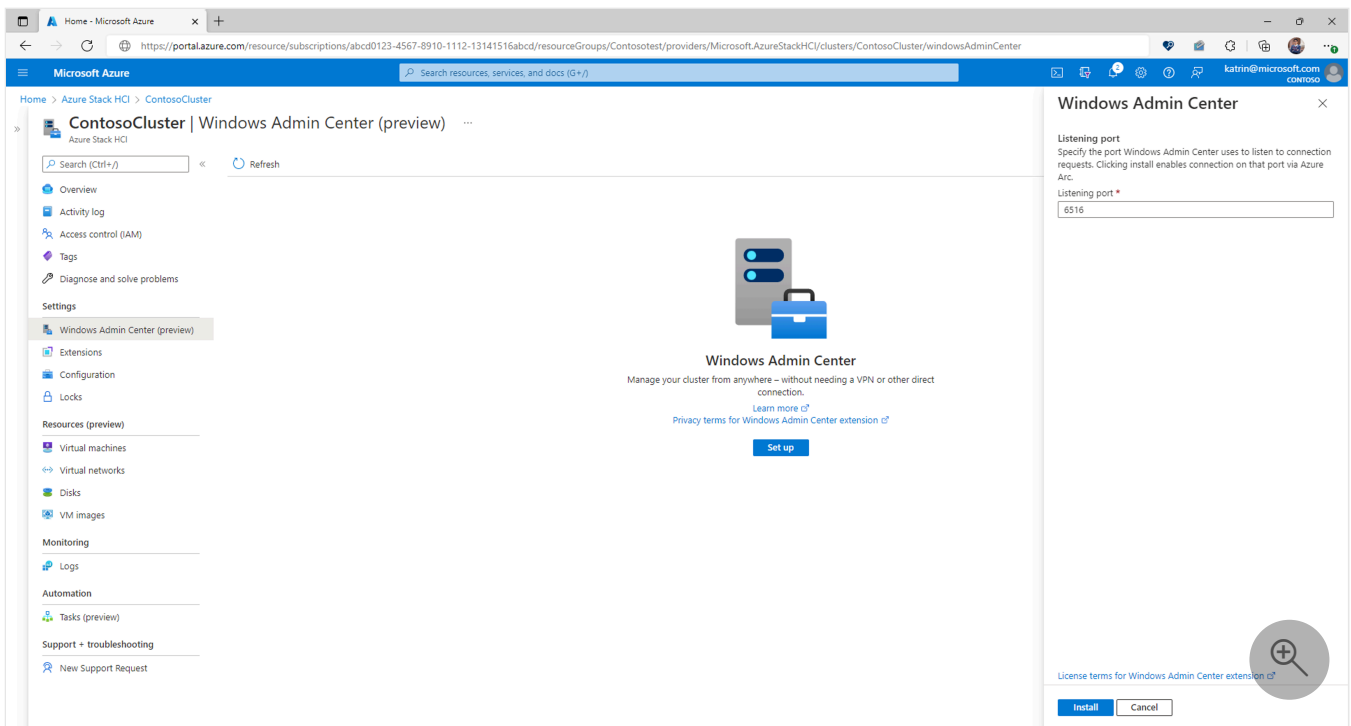 Home - Microsoft Azure
https://portal.azure.com/resource/subscriptions/abcd0123-4567-8910-1112-13141516abcd/resourceGroups/Contosotest/providers/Microsoft.AzureStackHCI/clusters/ContosoCluster/windowsAdminCenter
Microsoft Azure
Search resources, services, and docs (G+/)
2
katrin@microsoft.com
CONTOSO
Home > Azure Stack HCI > ContosoCluster
ContosoCluster | Windows Admin Center (preview) ...
Azure Stack HCI
Search (Ctrl+/)
«
»
Refresh
Overview
Activity log
Access control (IAM)
Tags
Diagnose and solve problems
Settings
Windows Admin Center (preview)
Extensions
Configuration
Locks
Resources (preview)
Virtual machines
Virtual networks
Disks
VM images
Monitoring
Logs
Automation
Tasks (preview)
Support + troubleshooting
New Support Request
Windows Admin Center
Manage your cluster from anywhere – without needing a VPN or other direct
connection.
Learn more
Privacy terms for Windows Admin Center extension
Set up
Windows Admin Center
Listening port
Specify the port Windows Admin Center uses to listen to connection
requests. Clicking install enables connection on that port via Azure
Arc.
Listening port *
6516
License terms for Windows Admin Center extension
Install
Cancel